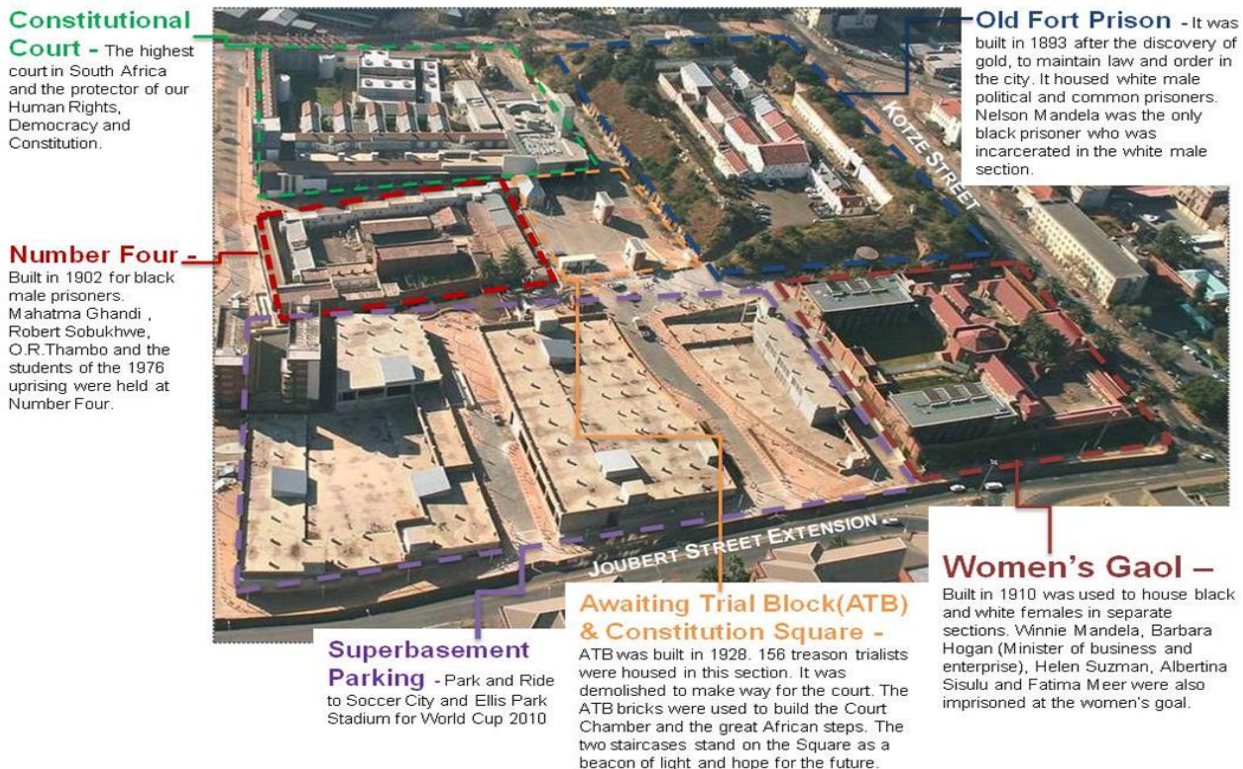 Constitutional
Court - The highest
court in South Africa
and the protector of our
Human Rights,
Democracy and
Constitution.
Old Fort Prison - It was
built in 1893 after the discovery of
gold, to maintain law and order in
the city. It housed white male
political and common prisoners.
Nelson Mandela was the only
black prisoner who was
incarcerated in the white male
section.
KOTZE STREET
Number Four -
Built in 1902 for black
male prisoners.
Mahatma Ghandi ,
Robert Sobukhwe,
O.R.Thambo and the
students of the 1976
uprising were held at
Number Four.
JOUBERT STREET EXTENSION .-
Superbasement
Parking - Park and Ride
to Soccer City and Ellis Park
Stadium for World Cup 2010
Awaiting Trial Block(ATB)
& Constitution Square -
ATB was built in 1928. 156 treason trialists
were housed in this section. It was
demolished to make way for the court. The
ATB bricks were used to build the Court
Chamber and the great African steps. The
two staircases stand on the Square as a
beacon of light and hope for the future.
Women's Gaol –
Built in 1910 was used to house black
and white females in separate
sections. Winnie Mandela, Barbara
Hogan (Minister of business and
enterprise), Helen Suzman, Albertina
Sisulu and Fatima Meer were also
imprisoned at the women's goal.